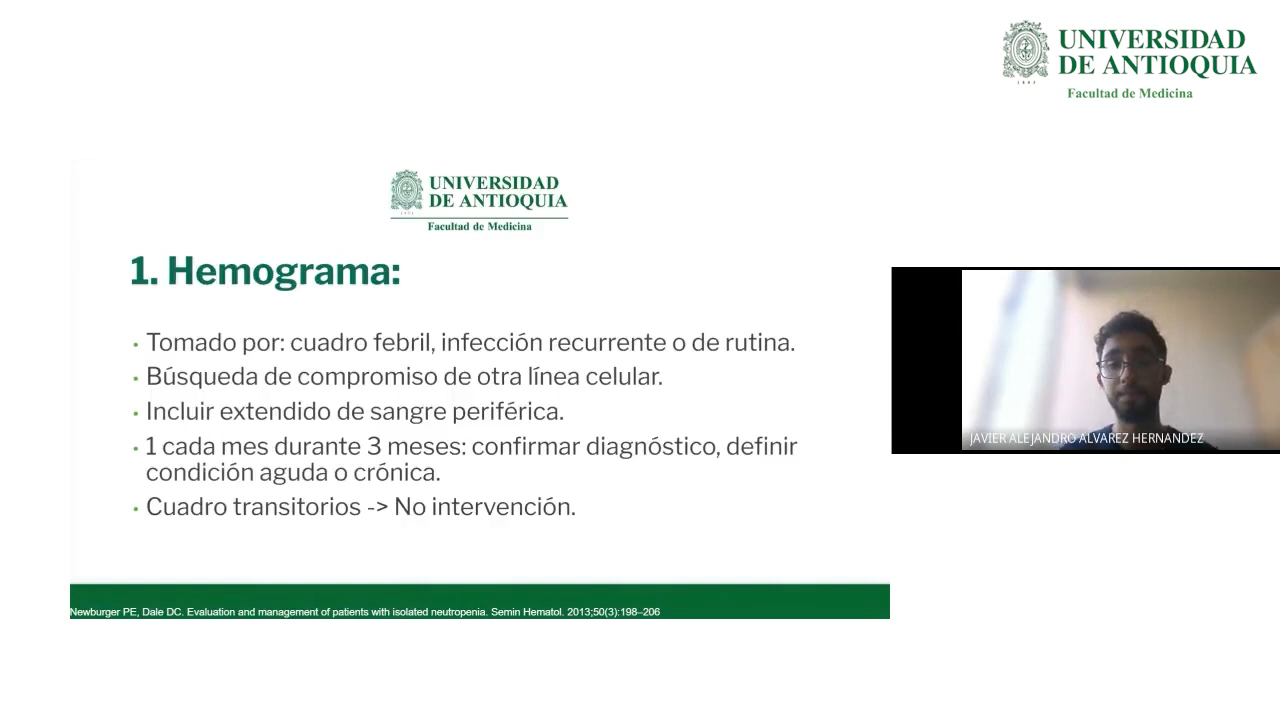 UNIVERSIDAD
DE ANTIOQUIA
1803
Facultad de Medicina
UNIVERSIDAD
DE ANTIOQUIA
1803
Facultad de Medicina
1. Hemograma:
• Tomado por: cuadro febril, infección recurrente o de rutina.
• Búsqueda de compromiso de otra línea celular.
• Incluir extendido de sangre periférica.
• 1 cada mes durante 3 meses: confirmar diagnóstico, definir
condición aguda o crónica.
• Cuadro transitorios -> No intervención.
JAVIER ALEJANDRO ALVAREZ HERNANDEZ
Newburger PE, Dale DC. Evaluation and management of patients with isolated neutropenia. Semin Hematol. 2013;50(3):198–206